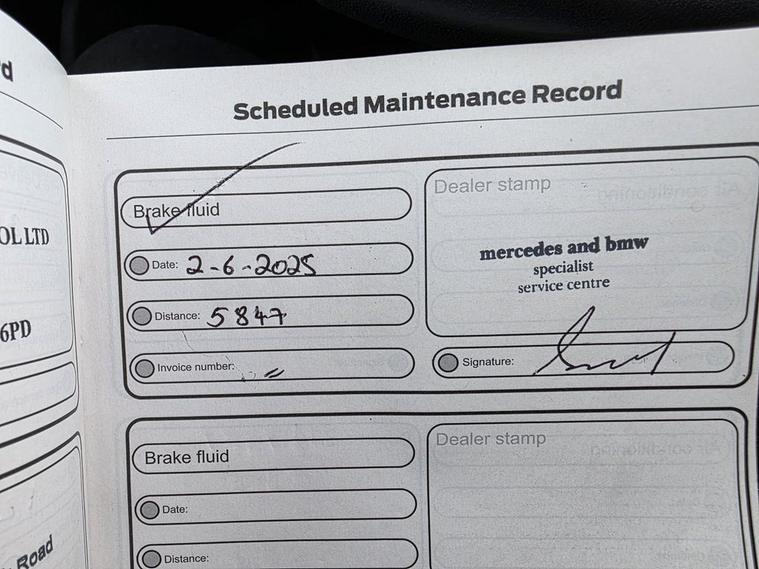 rd
OL LTD
6PD
Road
Scheduled Maintenance Record
Brake fluid
Date: 2-6-2025
Distance: 5847
Invoice number: 〃
Dealer stamp
mercedes and bmw
specialist
service centre
Signature:
Brake fluid
Date:
Distance:
Dealer stamp